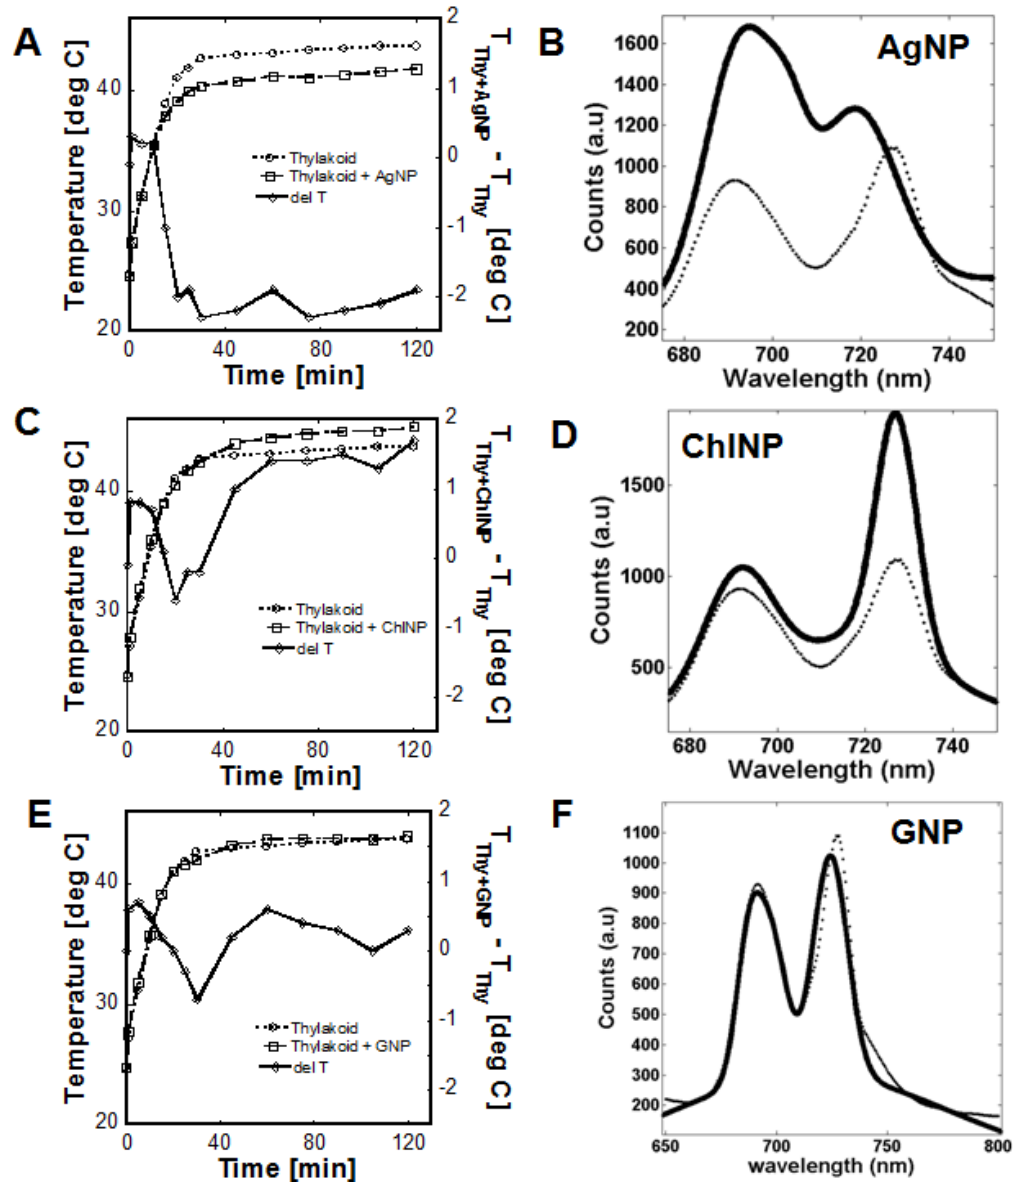 A
Temperature [deg C]
40
30
20
0
40
80
120
Time [min]
2
1
0
-1
-2
T Thy+AgNP - T Thy [deg C]
Thylakoid
Thylakoid + AgNP
del T
B
AgNP
Counts (a.u)
1600
1400
1200
1000
800
600
400
200
680
700
720
740
Wavelength (nm)
C
Temperature [deg C]
40
30
20
0
40
80
120
Time [min]
2
1
0
-1
-2
T Thy+ChlNP - T Thy [deg C]
Thylakoid
Thylakoid + ChlNP
del T
D
ChlNP
Counts (a.u)
1500
1000
500
680
700
720
740
Wavelength (nm)
E
Temperature [deg C]
40
30
20
0
40
80
120
Time [min]
2
1
0
-1
-2
T Thy+GNP - T Thy [deg C]
Thylakoid
Thylakoid + GNP
del T
F
GNP
Counts (a.u)
1100
1000
900
800
700
600
500
400
300
200
650
700
750
800
wavelength (nm)